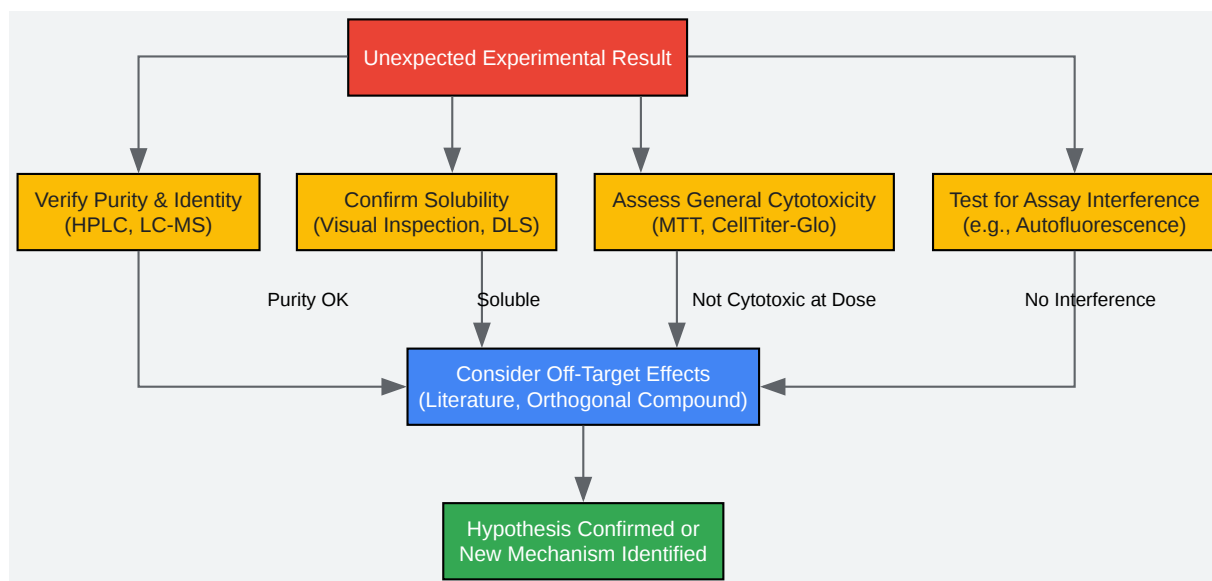 Unexpected Experimental Result
Verify Purity & Identity
(HPLC, LC-MS)
Confirm Solubility
(Visual Inspection, DLS)
Assess General Cytotoxicity
(MTT, CellTiter-Glo)
Test for Assay Interference
(e.g., Autofluorescence)
Purity OK
Soluble
Not Cytotoxic at Dose
No Interference
Consider Off-Target Effects
(Literature, Orthogonal Compound)
Hypothesis Confirmed or
New Mechanism Identified